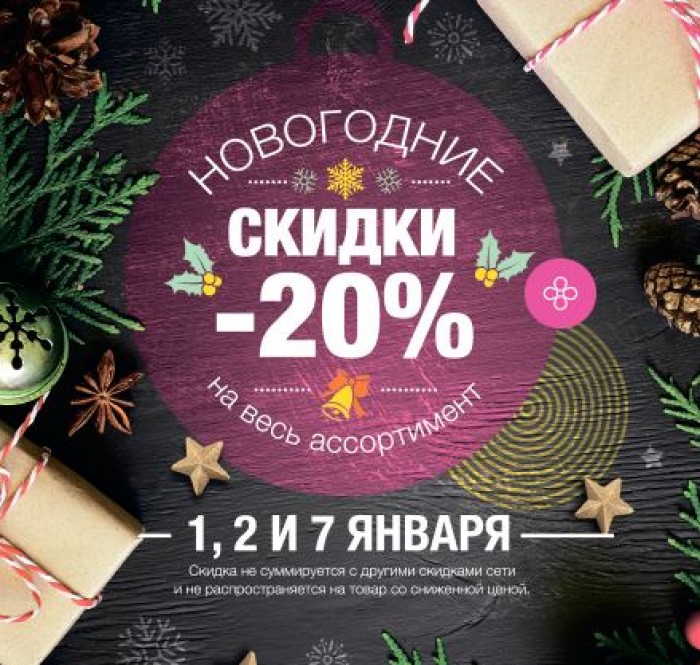 НОВОГОДНИЕ
СКИДКИ
-20%
на весь ассортимент
1, 2 И 7 ЯНВАРЯ
Скидка не суммируется с другими скидками сети
и не распространяется на товар со сниженной ценой.